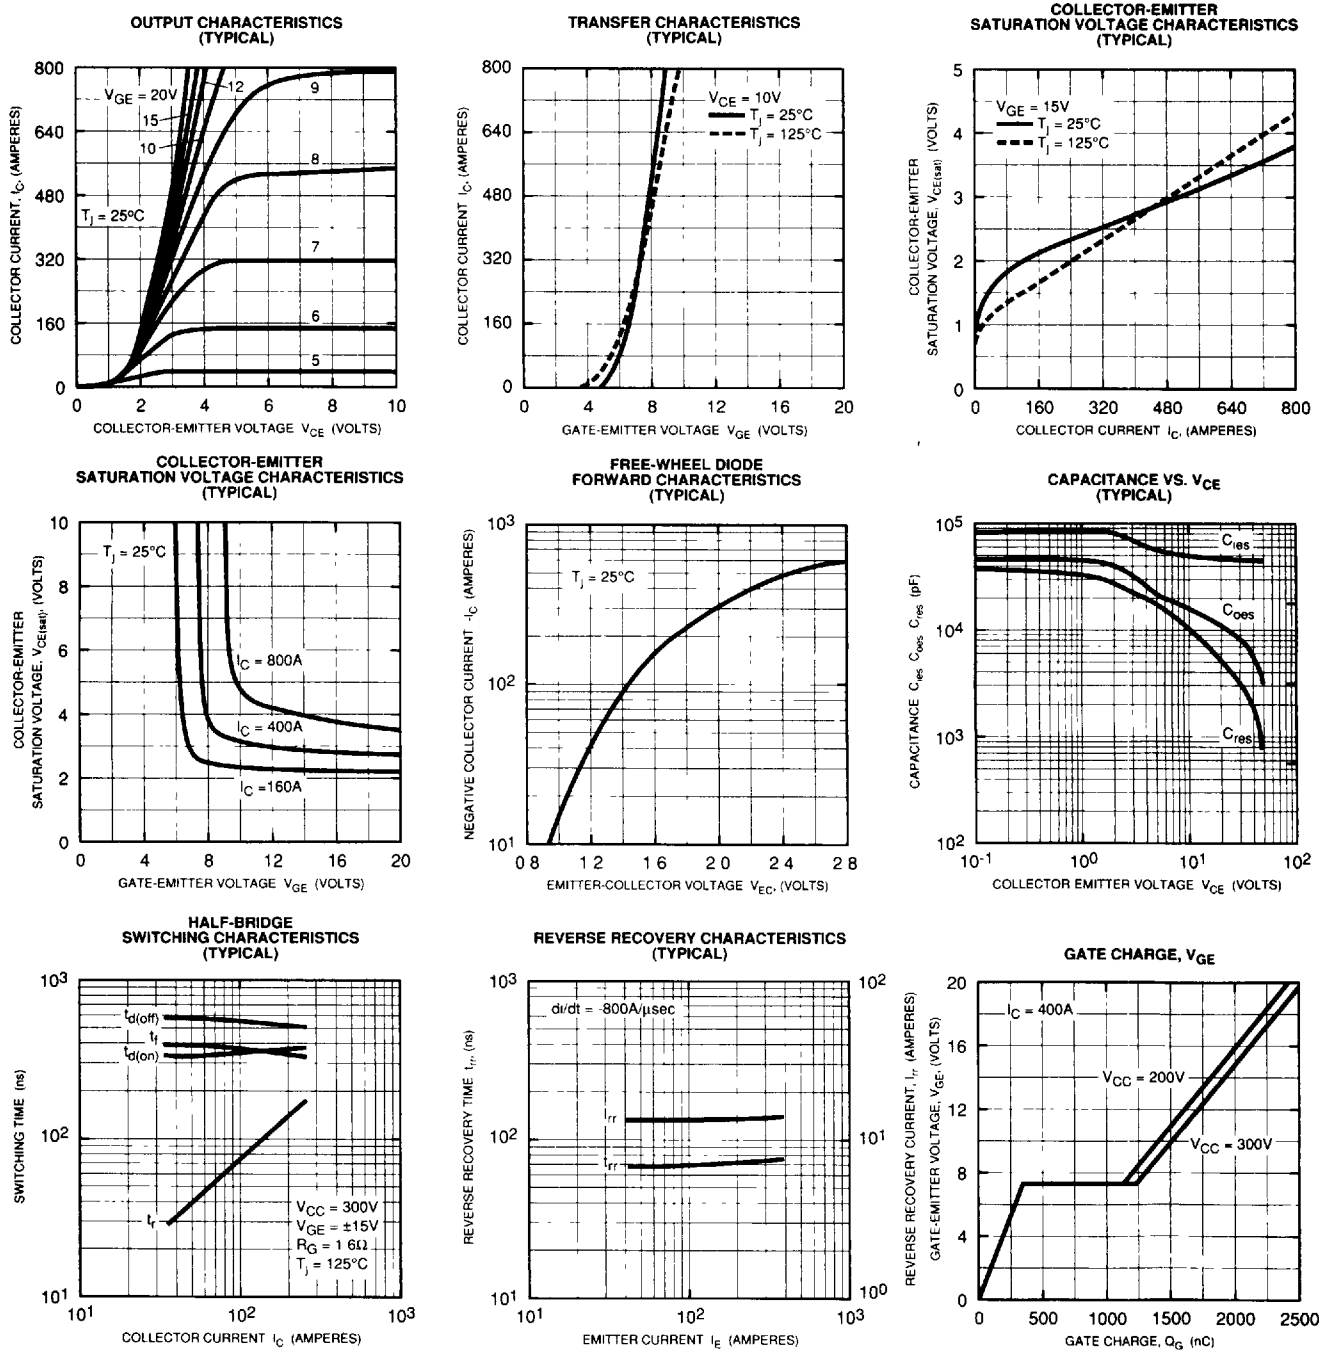 OUTPUT CHARACTERISTICS
(TYPICAL)
COLLECTOR CURRENT, IC, (AMPERES)
800
640
480
320
160
0
VGE = 20V
15
12
10
9
8
7
6
5
Tj = 25°C
0 2 4 6 8 10
COLLECTOR-EMITTER VOLTAGE VCE (VOLTS)
TRANSFER CHARACTERISTICS
(TYPICAL)
COLLECTOR CURRENT IC, (AMPERES)
800
640
480
320
160
0
VCE = 10V
Tj = 25°C
Tj = 125°C
0 4 8 12 16 20
GATE-EMITTER VOLTAGE VGE (VOLTS)
COLLECTOR-EMITTER
SATURATION VOLTAGE CHARACTERISTICS
(TYPICAL)
COLLECTOR-EMITTER
SATURATION VOLTAGE, VCE(sat) (VOLTS)
5
4
3
2
1
0
VGE = 15V
Tj = 25°C
Tj = 125°C
0 160 320 480 640 800
COLLECTOR CURRENT IC, (AMPERES)
COLLECTOR-EMITTER
SATURATION VOLTAGE CHARACTERISTICS
(TYPICAL)
COLLECTOR-EMITTER
SATURATION VOLTAGE, VCE(sat), (VOLTS)
10
8
6
4
2
0
Tj = 25°C
IC = 800A
IC = 400A
IC = 160A
0 4 8 12 16 20
GATE-EMITTER VOLTAGE VGE (VOLTS)
FREE-WHEEL DIODE
FORWARD CHARACTERISTICS
(TYPICAL)
NEGATIVE COLLECTOR CURRENT -IC (AMPERES)
10³
10²
10¹
Tj = 25°C
0 8 1 2 1 6 2 0 2 4 2 8
EMITTER-COLLECTOR VOLTAGE VEC, (VOLTS)
CAPACITANCE VS. VCE
(TYPICAL)
CAPACITANCE Cies Coes Cres (pF)
10⁵
10⁴
10³
10²
Cies
Coes
Cres
10⁻¹ 10⁰ 10¹ 10²
COLLECTOR EMITTER VOLTAGE VCE (VOLTS)
HALF-BRIDGE
SWITCHING CHARACTERISTICS
(TYPICAL)
SWITCHING TIME (ns)
10³
10²
10¹
td(off)
tf
td(on)
tr
VCC = 300V
VGE = ±15V
RG = 1 6Ω
Tj = 125°C
10¹ 10² 10³
COLLECTOR CURRENT IC (AMPERES)
REVERSE RECOVERY CHARACTERISTICS
(TYPICAL)
REVERSE RECOVERY TIME trr, (ns)
10³
10²
10¹
di/dt = -800A/μsec
Irr
trr
10²
10¹
10⁰
REVERSE RECOVERY CURRENT, Irr (AMPERES)
10¹ 10² 10³
EMITTER CURRENT IE (AMPERES)
GATE CHARGE, VGE
GATE-EMITTER VOLTAGE, VGE, (VOLTS)
20
16
12
8
4
0
IC = 400A
VCC = 200V
VCC = 300V
0 500 1000 1500 2000 2500
GATE CHARGE, QG (nC)